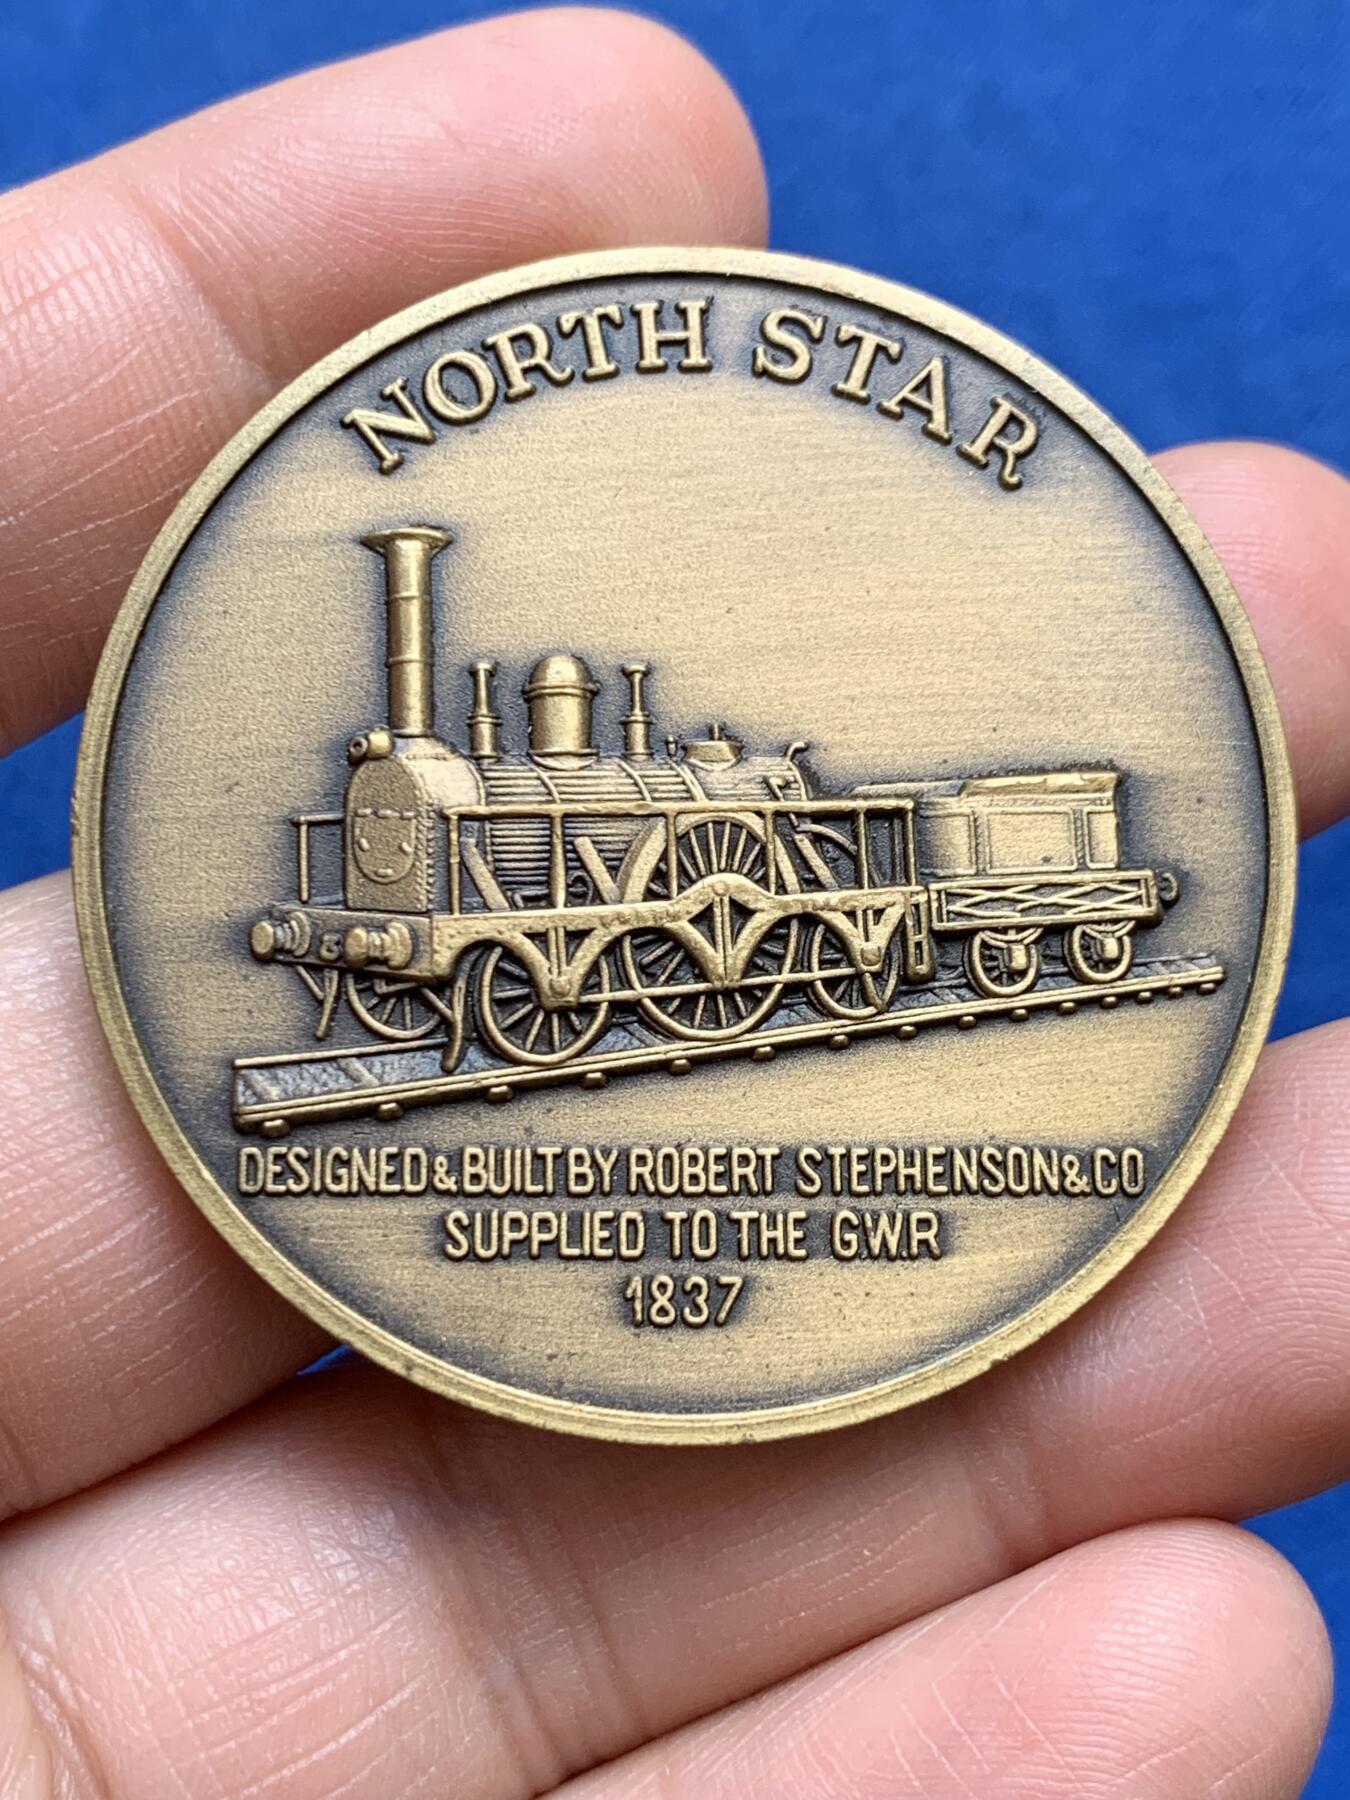 NORTH STAR
DESIGNED & BUILT BY ROBERT STEPHENSON & CO
SUPPLIED TO THE G.W.R
1837